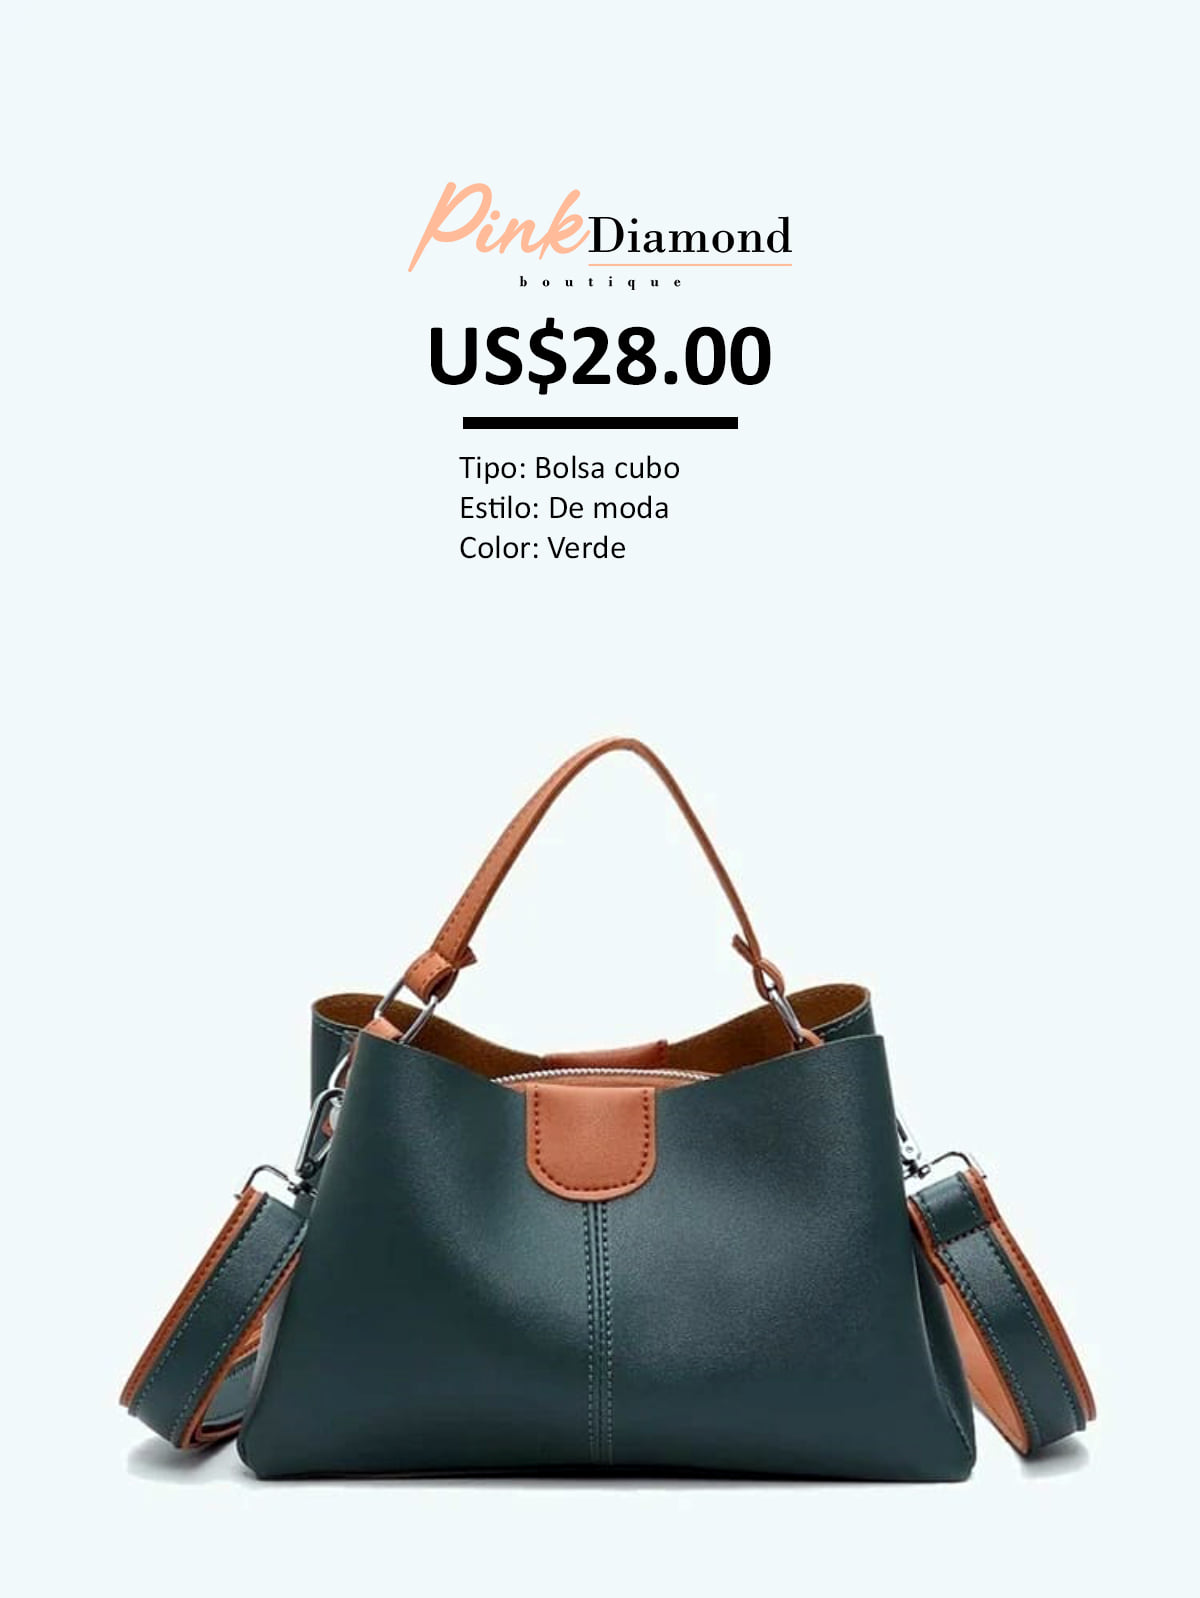 Pink Diamond
boutique
US$28.00
Tipo: Bolsa cubo
Estilo: De moda
Color: Verde